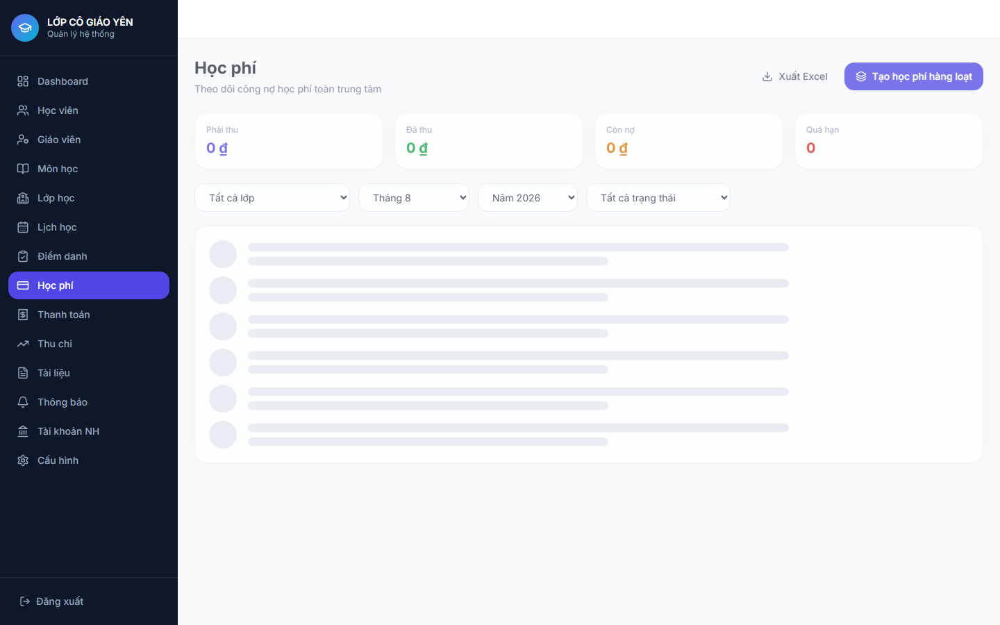 LỚP CÔ GIÁO YÊN
Quản lý hệ thống
Dashboard
Học viên
Giáo viên
Môn học
Lớp học
Lịch học
Điểm danh
Học phí
Thanh toán
Thu chi
Tài liệu
Thông báo
Tài khoản NH
Cấu hình
Đăng xuất
Học phí
Theo dõi công nợ học phí toàn trung tâm
Xuất Excel
Tạo học phí hàng loạt
Phải thu
0 ₫
Đã thu
0 ₫
Còn nợ
0 ₫
Quá hạn
0
Tất cả lớp
Tháng 8
Năm 2026
Tất cả trạng thái